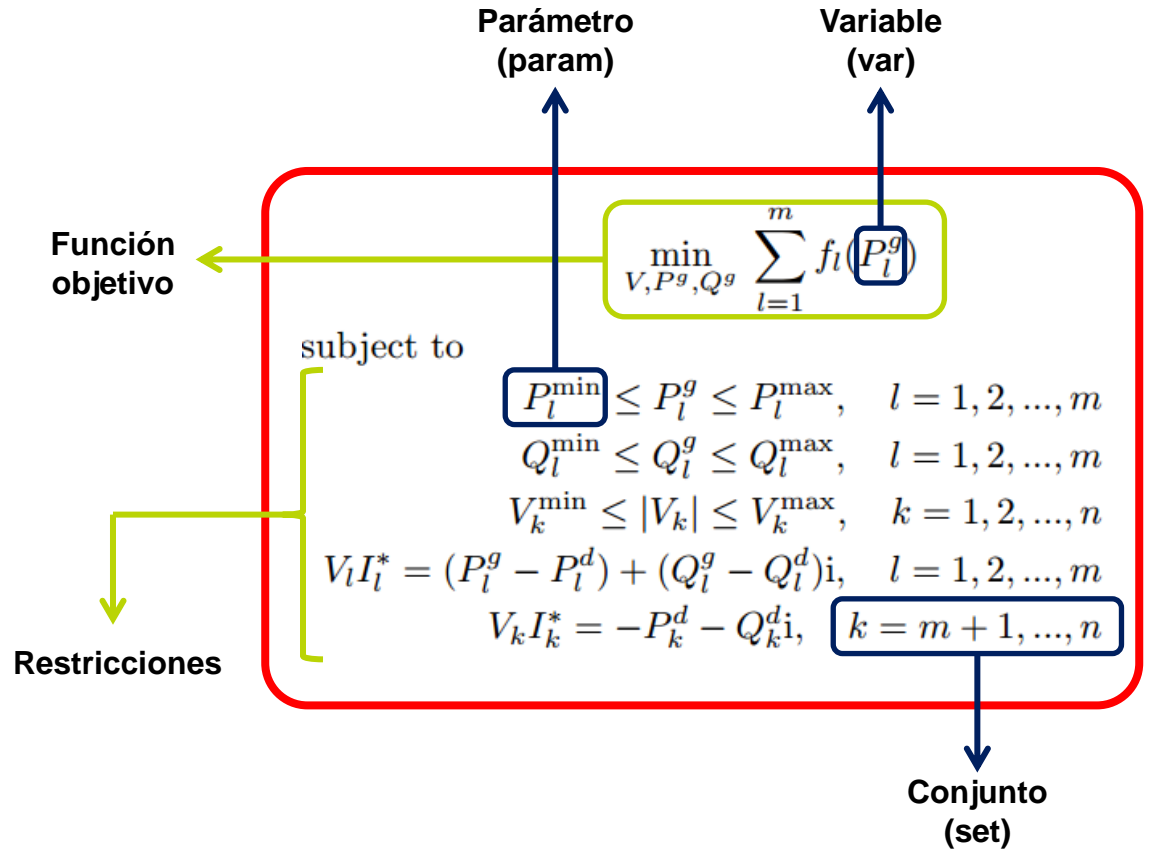 Parámetro
(param)
Variable
(var)
Función
objetivo
min_{V,P^g,Q^g} \sum_{l=1}^{m} f_l(P_l^g)
subject to
P_l^{min} ≤ P_l^g ≤ P_l^{max}, l = 1, 2, ..., m
Q_l^{min} ≤ Q_l^g ≤ Q_l^{max}, l = 1, 2, ..., m
V_k^{min} ≤ |V_k| ≤ V_k^{max}, k = 1, 2, ..., n
V_l I_l^* = (P_l^g − P_l^d) + (Q_l^g − Q_l^d)i, l = 1, 2, ..., m
V_k I_k^* = −P_k^d − Q_k^d i, k = m + 1, ..., n
Restricciones
Conjunto
(set)